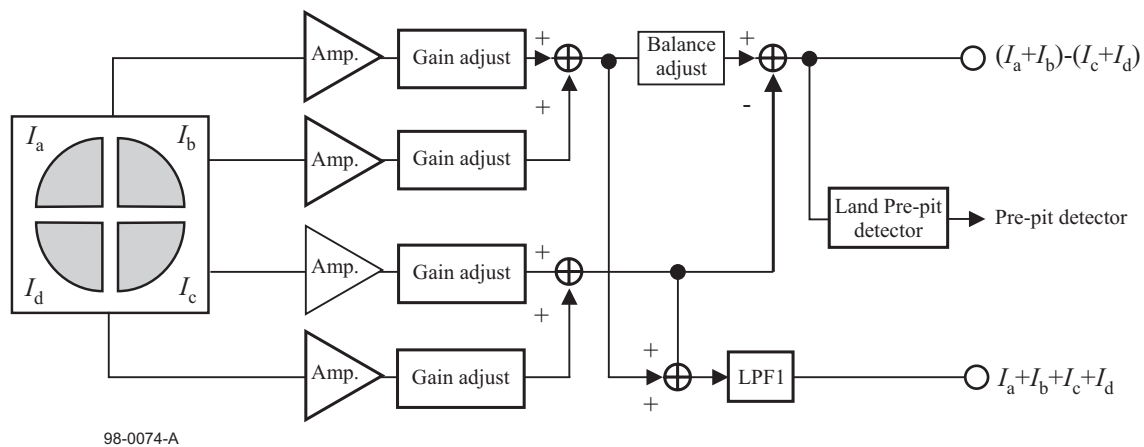 Amp.
Gain adjust
+
+
Balance
adjust
+
-
(Ia+Ib)-(Ic+Id)
Ia
Ib
Id
Ic
Amp.
Gain adjust
Land Pre-pit
detector
Pre-pit detector
Amp.
Gain adjust
+
+
Amp.
Gain adjust
+
+
LPF1
Ia+Ib+Ic+Id
98-0074-A